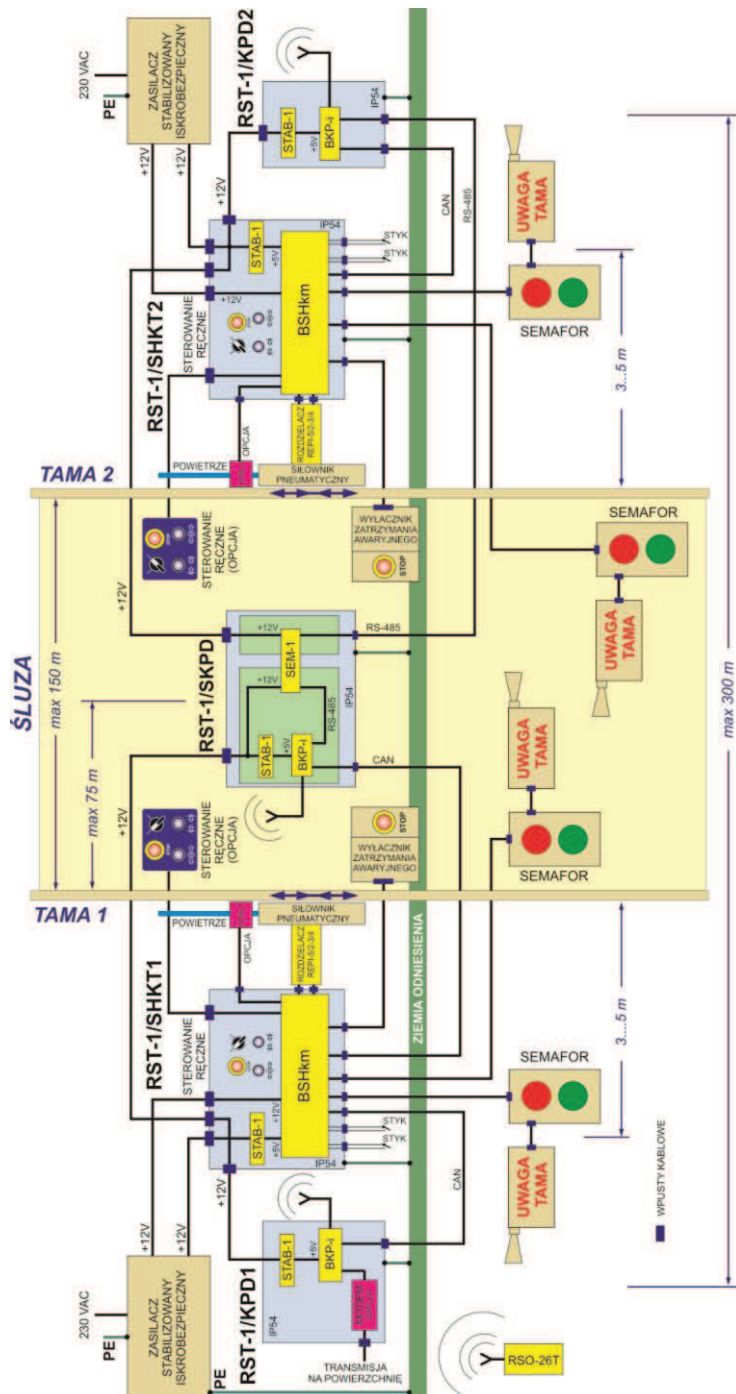 230 VAC
PE
ZASILACZ
STABILIZOWANY
ISKROBEZPIECZNY
+12V
+12V
+12V
RST-1/KPD2
STAB-1
+5V
BKP-i
IP54
CAN
RS-485
RST-1/SHKT2
STEROWANIE
RĘCZNE
STOP
+12V
STAB-1
+5V
IP54
BSHkm
STYK
STYK
UWAGA
TAMA
SEMAFOR
3...5 m
OPCJA
ROZDZIELACZ
REPI-5/2-3/4
POWIETRZE
SIŁOWNIK
PNEUMATYCZNY
TAMA 2
ŚLUZA
max 150 m
max 75 m
+12V
STOP
STEROWANIE
RĘCZNE
(OPCJA)
WYŁĄCZNIK
ZATRZYMANIA
AWARYJNEGO
STOP
SEMAFOR
UWAGA
TAMA
RST-1/SKPD
+12V
SEM-1
RS-485
+12V
RS-485
STAB-1
+5V
BKP-i
IP54
CAN
+12V
STOP
STEROWANIE
RĘCZNE
(OPCJA)
STOP
WYŁĄCZNIK
ZATRZYMANIA
AWARYJNEGO
UWAGA
TAMA
SEMAFOR
max 300 m
TAMA 1
POWIETRZE
SIŁOWNIK
PNEUMATYCZNY
OPCJA
ROZDZIELACZ
REPI-5/2-3/4
RST-1/SHKT1
STEROWANIE
RĘCZNE
STOP
BSHkm
+12V
STAB-1
+5V
IP54
STYK
STYK
ZIEMIA ODNIESIENIA
3...5 m
SEMAFOR
UWAGA
TAMA
WPUSTY KABLOWE
CAN
+12V
+12V
+12V
230 VAC
PE
ZASILACZ
STABILIZOWANY
ISKROBEZPIECZNY
RST-1/KPD1
STAB-1
+5V
BKP-i
MODEM
IP54
TRANSMISJA
NA POWIERZCHNIĘ
PE
RSO-26T